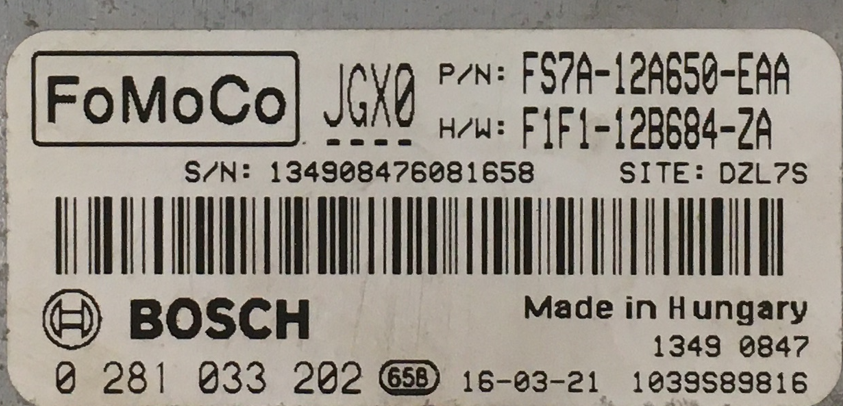 FoMoCo JGX0 P/N: FS7A-12A650-EAA
H/W: F1F1-12B684-ZA
S/N: 134908476081658 SITE: DZL7S
BOSCH Made in Hungary
1349 0847
0 281 033 202 65B 16-03-21 1039S89816